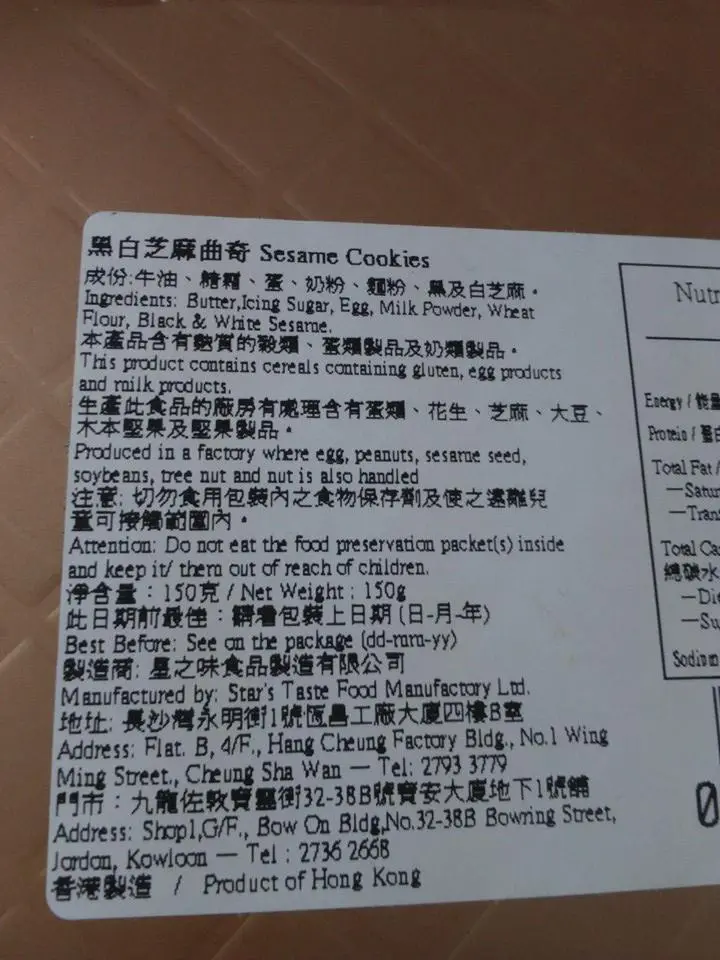 黑白芝麻曲奇 Sesame Cookies
成份:牛油、糖霜、蛋、奶粉、麵粉、黑及白芝麻。
Ingredients: Butter,Icing Sugar, Egg, Milk Powder, Wheat
Flour, Black & White Sesame.
本產品含有麩質的穀類、蛋類製品及奶類製品。
This product contains cereals containing gluten, egg products
and milk products.
生產此食品的廠房有處理含有蛋類、花生、芝麻、大豆、
木本堅果及堅果製品。
Produced in a factory where egg, peanuts, sesame seed,
soybeans, tree nut and nut is also handled
注意: 切勿食用包裝內之食物保存劑及使之遠離兒
童可接觸範圍內。
Attention: Do not eat the food preservation packet(s) inside
and keep it/ them out of reach of children.
淨含量：150克 / Net Weight : 150g
此日期前最佳：請看包裝上日期 (日-月-年)
Best Before: See on the package (dd-mm-yy)
製造商: 星之味食品製造有限公司
Manufactured by: Star's Taste Food Manufactory Ltd.
地址: 長沙灣永明街1號恆昌工廠大廈四樓B室
Address: Flat. B, 4/F., Hang Cheung Factory Bldg., No.1 Wing
Ming Street., Cheung Sha Wan — Tel: 2793 3779
門市：九龍佐敦寶靈街32-38B號寶安大廈地下1號舖
Address: Shop1,G/F., Bow On Bldg,No.32-38B Bowring Street,
Jordon, Kowloon — Tel : 2736 2668
香港製造 / Product of Hong Kong
Nutr
Energy / 能量
Protein / 蛋白
Total Fat /
—Satur
—Tran
Total Ca
總碳水
—Die
—Su
Sodium
0